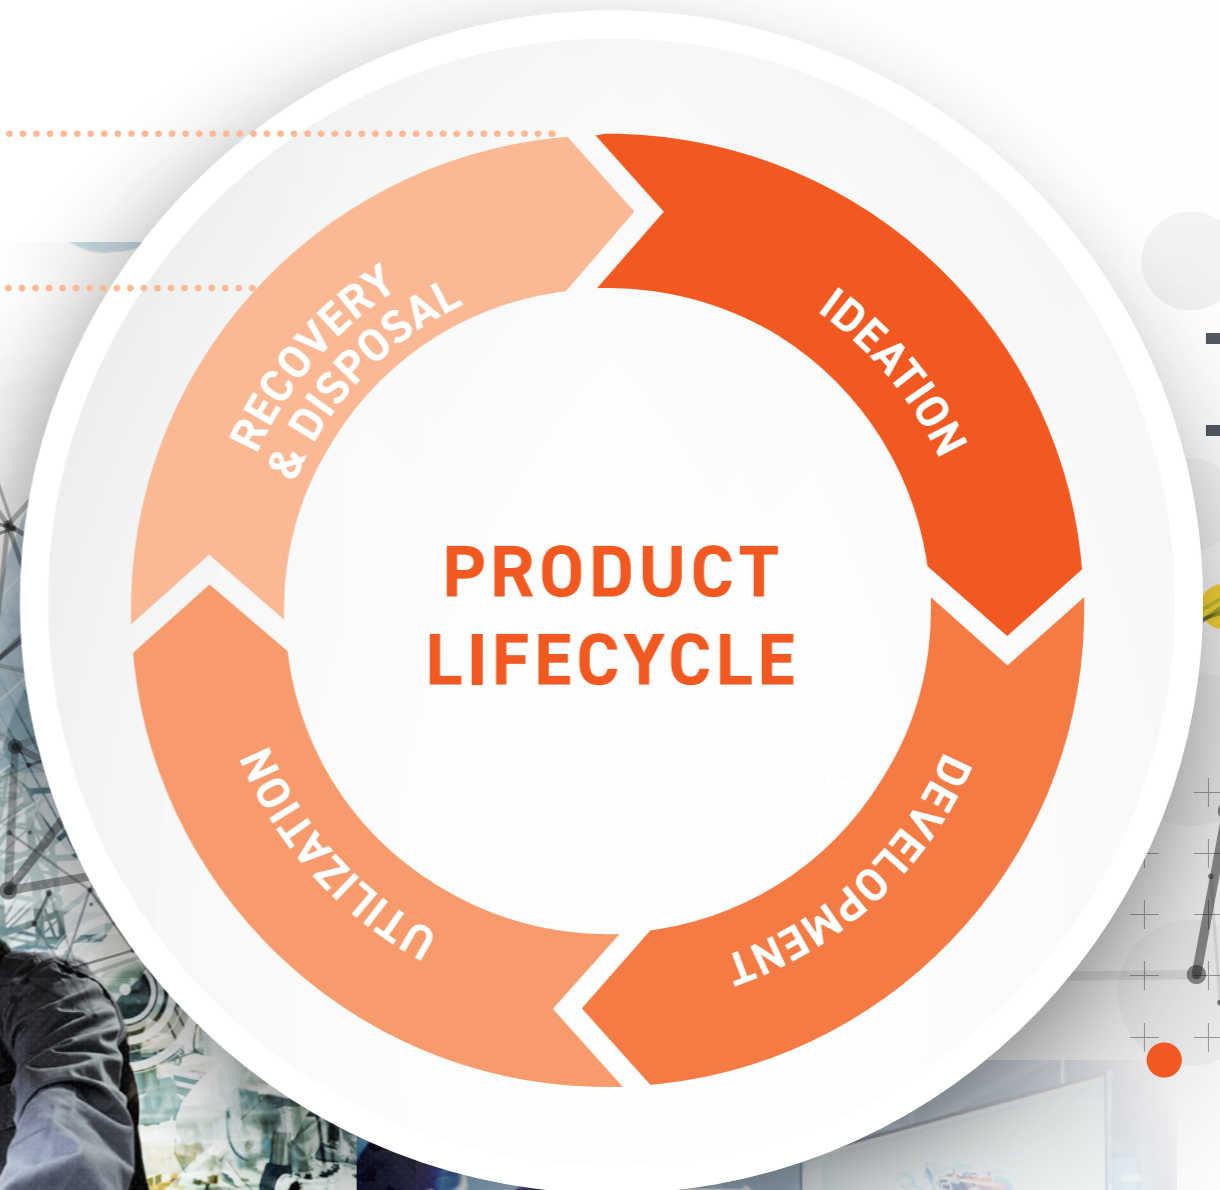 PRODUCT
LIFECYCLE
IDEATION
DEVELOPMENT
UTILIZATION
RECOVERY
& DISPOSAL